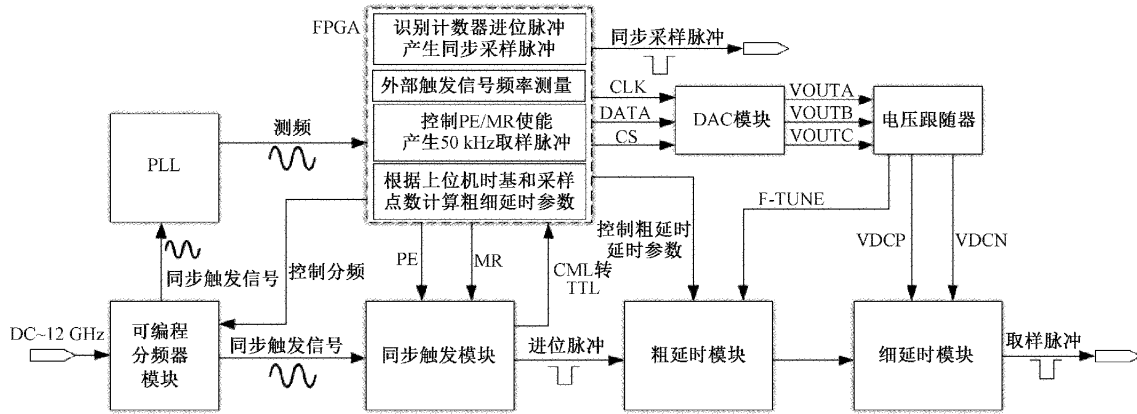 FPGA
识别计数器进位脉冲
产生同步采样脉冲
外部触发信号频率测量
控制PE/MR使能
产生50 kHz取样脉冲
根据上位机时基和采样
点数计算粗细延时参数
同步采样脉冲
CLK
DATA
CS
DAC模块
VOUTA
VOUTB
VOUTC
电压跟随器
PLL
测频
F-TUNE
VDCP
VDCN
控制粗延时
延时参数
同步触发信号
控制分频
PE
MR
CML转
TTL
DC~12 GHz
可编程
分频器
模块
同步触发信号
同步触发模块
进位脉冲
粗延时模块
细延时模块
取样脉冲